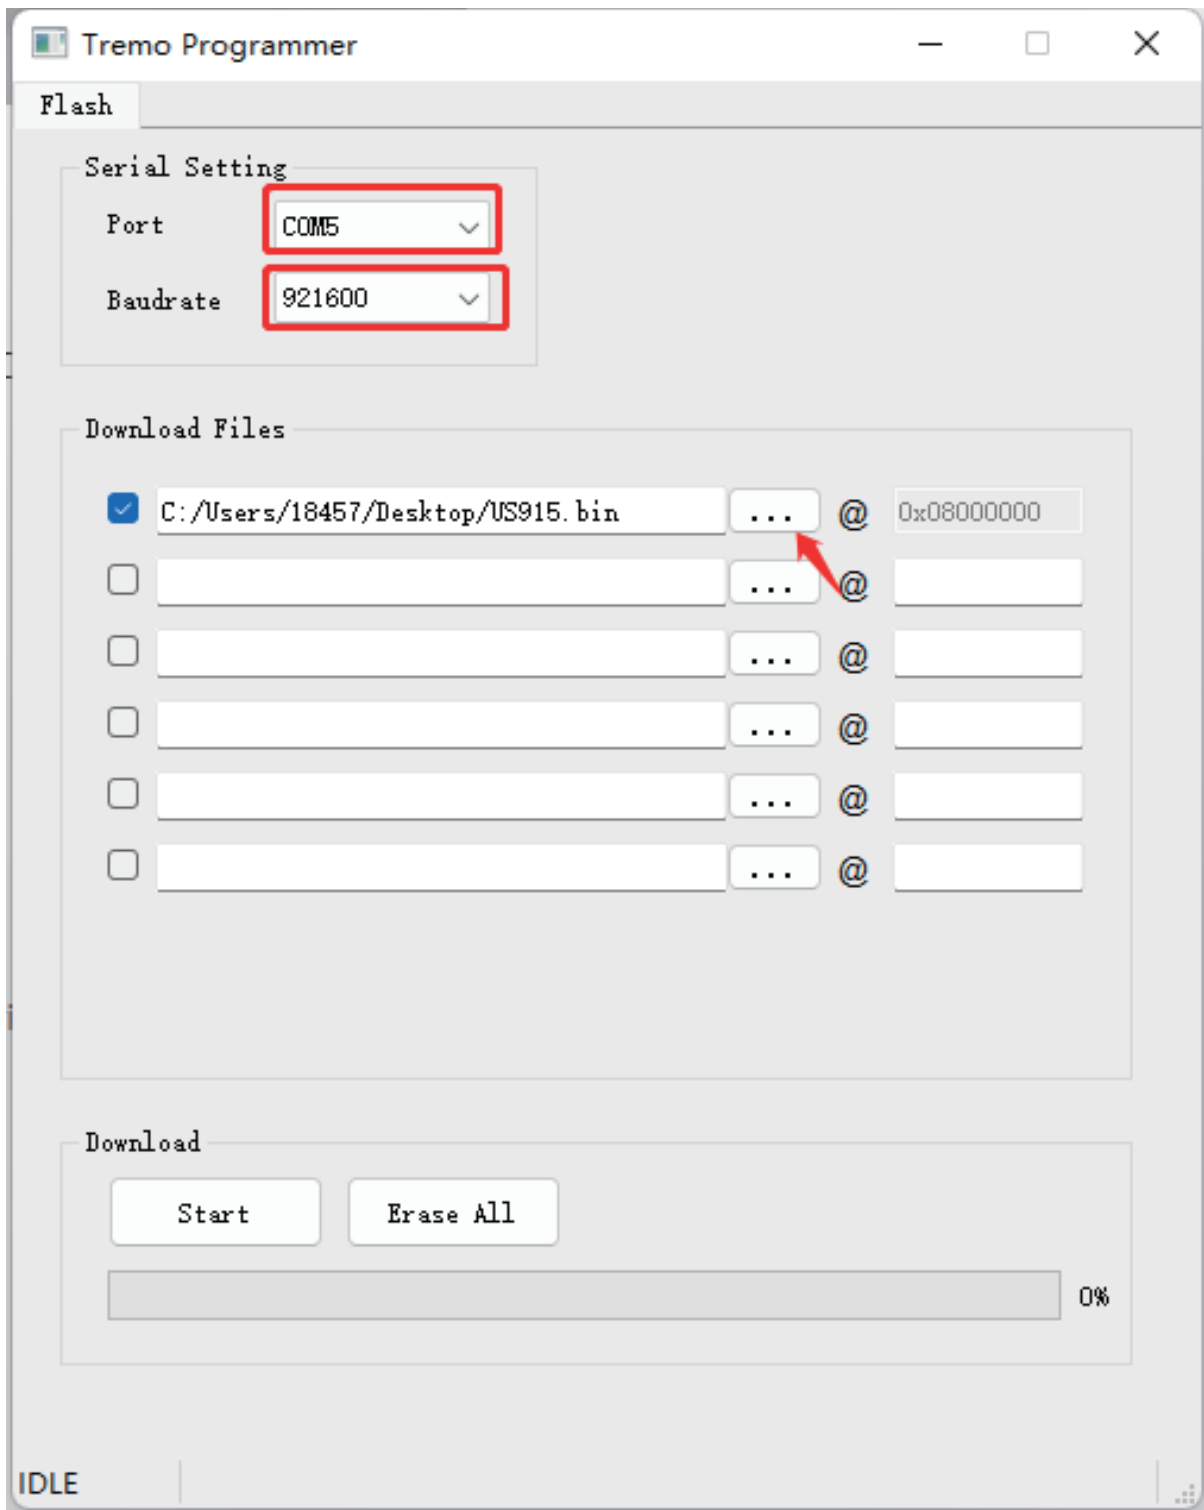 Tremo Programmer
Flash
Serial Setting
Port COM5
Baudrate 921600
Download Files
C:/Users/18457/Desktop/US915.bin ... @ 0x08000000
... @
... @
... @
... @
... @
Download
Start Erase All
0%
IDLE